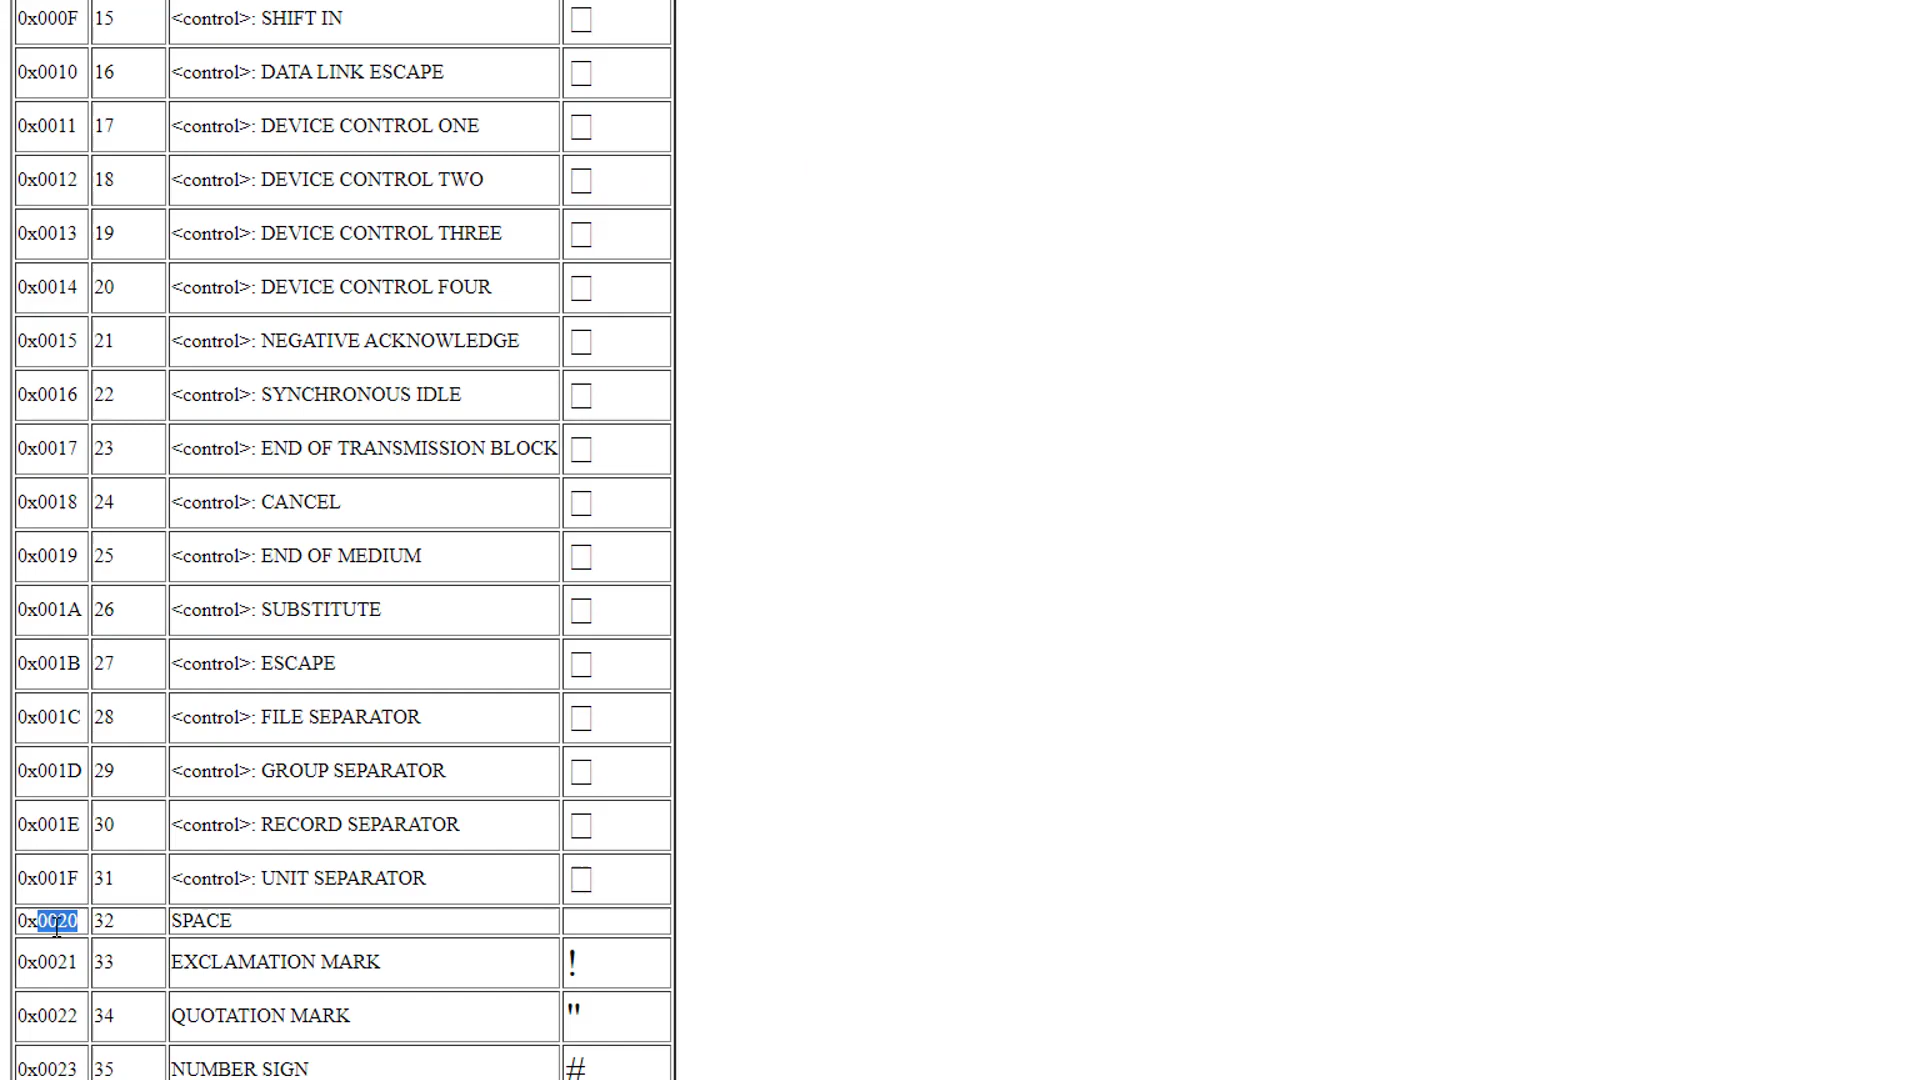 0x000F 15 <control>: SHIFT IN
0x0010 16 <control>: DATA LINK ESCAPE
0x0011 17 <control>: DEVICE CONTROL ONE
0x0012 18 <control>: DEVICE CONTROL TWO
0x0013 19 <control>: DEVICE CONTROL THREE
0x0014 20 <control>: DEVICE CONTROL FOUR
0x0015 21 <control>: NEGATIVE ACKNOWLEDGE
0x0016 22 <control>: SYNCHRONOUS IDLE
0x0017 23 <control>: END OF TRANSMISSION BLOCK
0x0018 24 <control>: CANCEL
0x0019 25 <control>: END OF MEDIUM
0x001A 26 <control>: SUBSTITUTE
0x001B 27 <control>: ESCAPE
0x001C 28 <control>: FILE SEPARATOR
0x001D 29 <control>: GROUP SEPARATOR
0x001E 30 <control>: RECORD SEPARATOR
0x001F 31 <control>: UNIT SEPARATOR
0x0020 32 SPACE
0x0021 33 EXCLAMATION MARK !
0x0022 34 QUOTATION MARK "
0x0023 35 NUMBER SIGN #